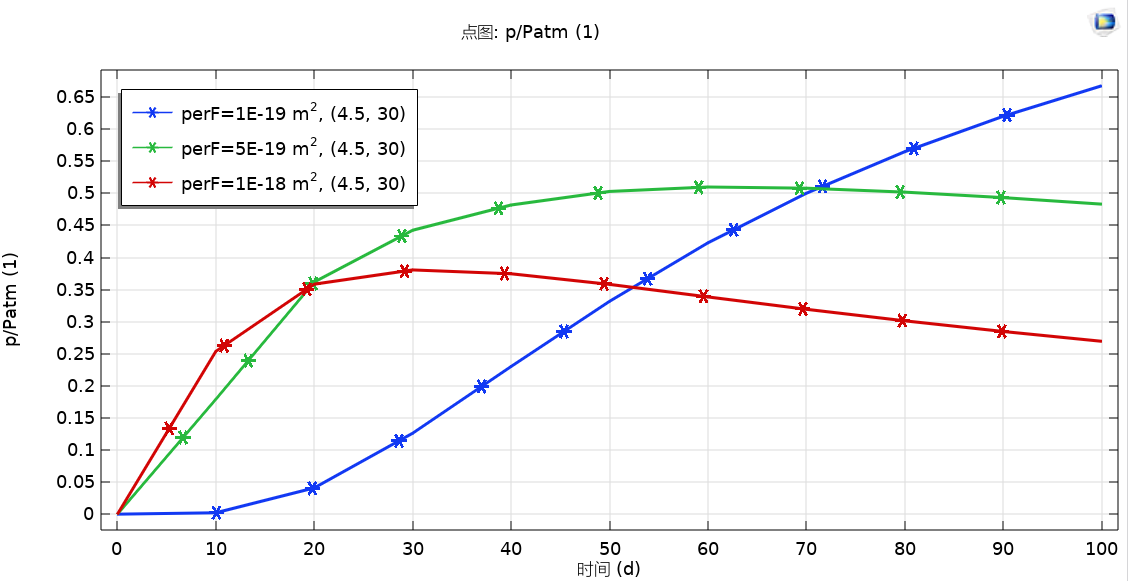 点图: p/Patm (1)
perF=1E-19 m², (4.5, 30)
perF=5E-19 m², (4.5, 30)
perF=1E-18 m², (4.5, 30)
p/Patm (1)
0.65
0.6
0.55
0.5
0.45
0.4
0.35
0.3
0.25
0.2
0.15
0.1
0.05
0
0 10 20 30 40 50 60 70 80 90 100
时间 (d)